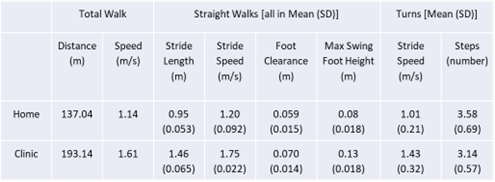 Total Walk Straight Walks [all in Mean (SD)] Turns [Mean (SD)]
Distance (m) Speed (m/s) Stride Length (m) Stride Speed (m/s) Foot Clearance (m) Max Swing Foot Height (m) Stride Speed (m/s) Steps (number)
Home 137.04 1.14 0.95 (0.053) 1.20 (0.092) 0.059 (0.015) 0.08 (0.018) 1.01 (0.21) 3.58 (0.69)
Clinic 193.14 1.61 1.46 (0.065) 1.75 (0.022) 0.070 (0.014) 0.13 (0.018) 1.43 (0.32) 3.14 (0.57)